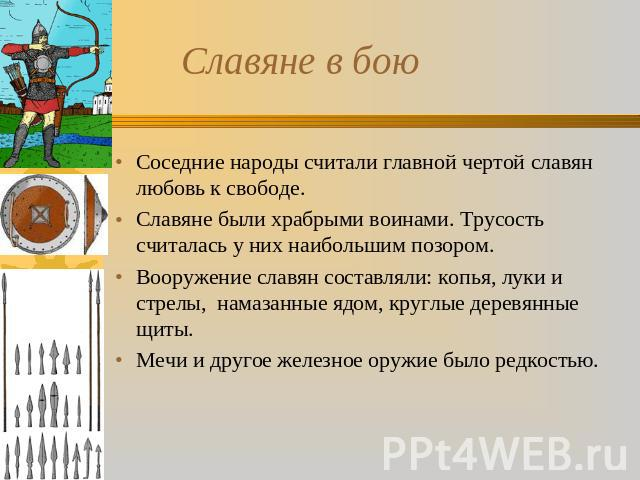 Славяне в бою
• Соседние народы считали главной чертой славян
любовь к свободе.
• Славяне были храбрыми воинами. Трусость
считалась у них наибольшим позором.
• Вооружение славян составляли: копья, луки и
стрелы, намазанные ядом, круглые деревянные
щиты.
• Мечи и другое железное оружие было редкостью.
PPt4WEB.ru